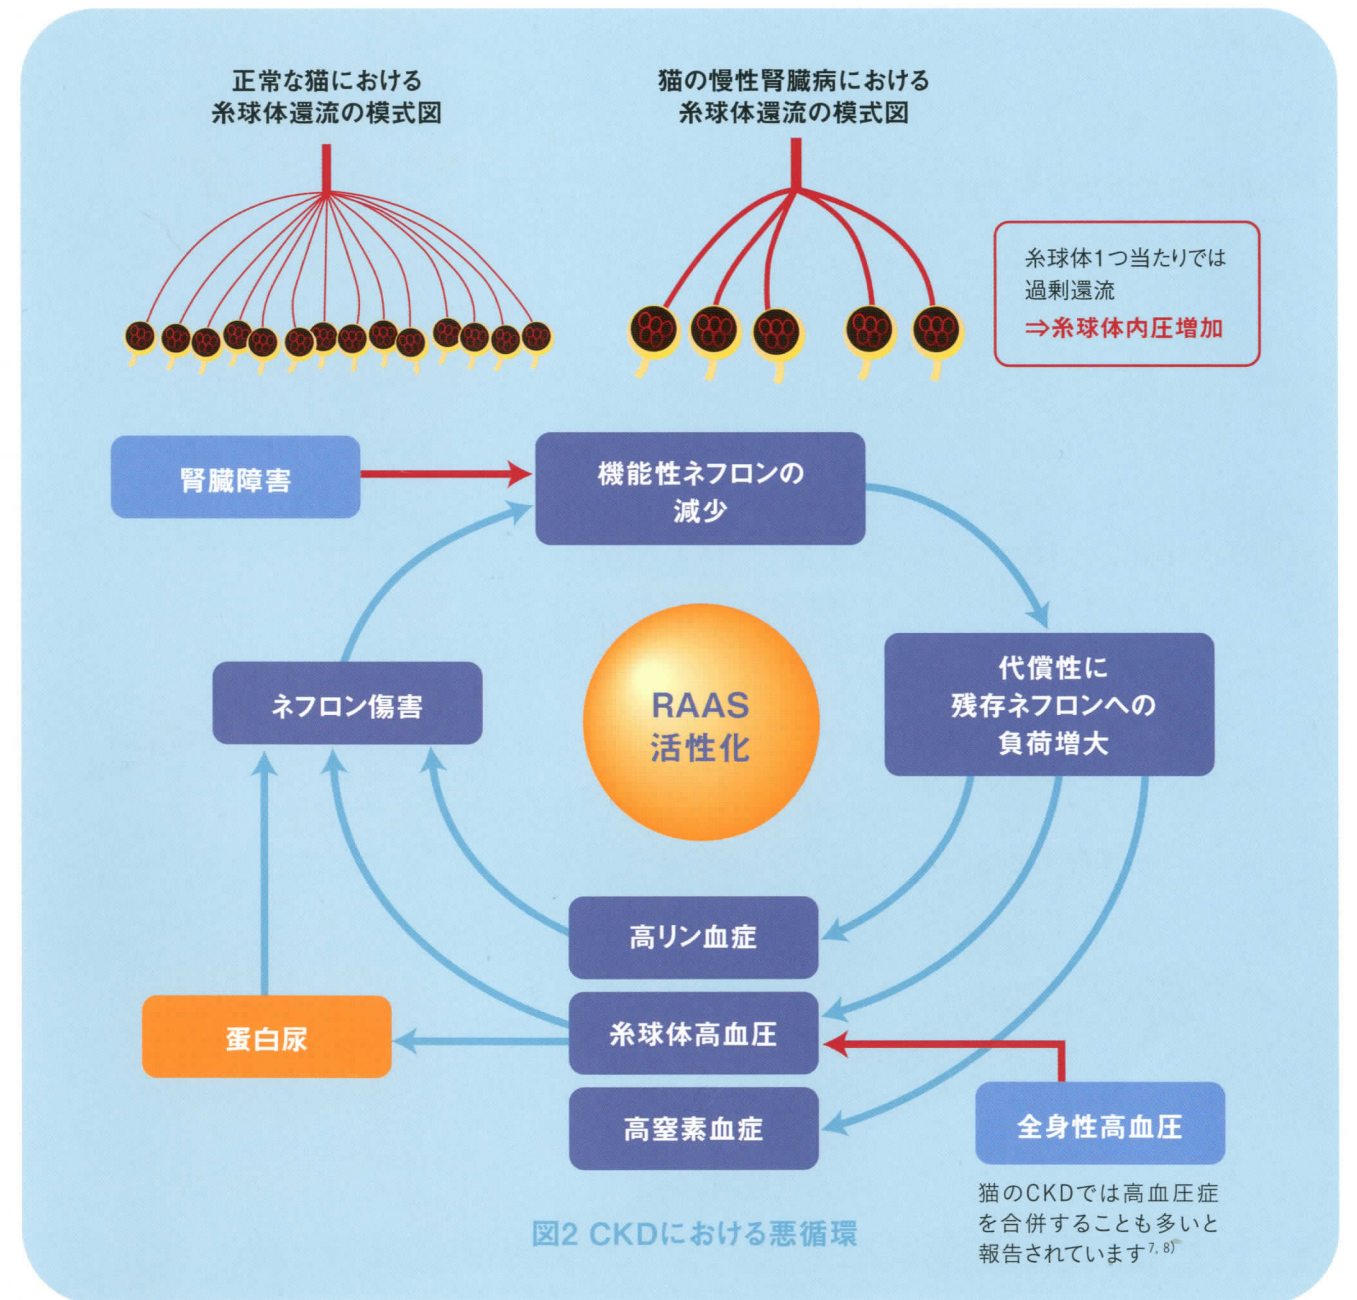 正常な猫における
糸球体還流の模式図
猫の慢性腎臓病における
糸球体還流の模式図
糸球体1つ当たりでは
過剰還流
⇒糸球体内圧増加
腎臓障害
機能性ネフロンの
減少
ネフロン傷害
RAAS
活性化
代償性に
残存ネフロンへの
負荷増大
高リン血症
蛋白尿
糸球体高血圧
高窒素血症
全身性高血圧
猫のCKDでは高血圧症
を合併することも多いと
報告されています7, 8)
図2 CKDにおける悪循環